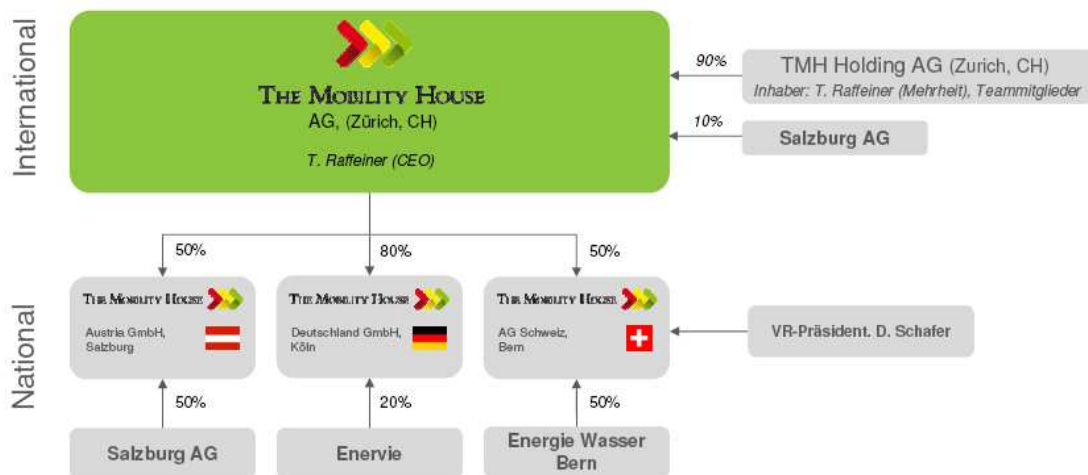 International
THE MOBILITY HOUSE
AG, (Zürich, CH)
T. Raffeiner (CEO)
90%
TMH Holding AG (Zurich, CH)
Inhaber: T. Raffeiner (Mehrheit), Teammitglieder
10%
Salzburg AG
National
50%
80%
50%
THE MOBILITY HOUSE
Austria GmbH,
Salzburg
THE MOBILITY HOUSE
Deutschland GmbH,
Köln
THE MOBILITY HOUSE
AG Schweiz,
Bern
VR-Präsident. D. Schafer
50%
20%
50%
Salzburg AG
Enervie
Energie Wasser
Bern